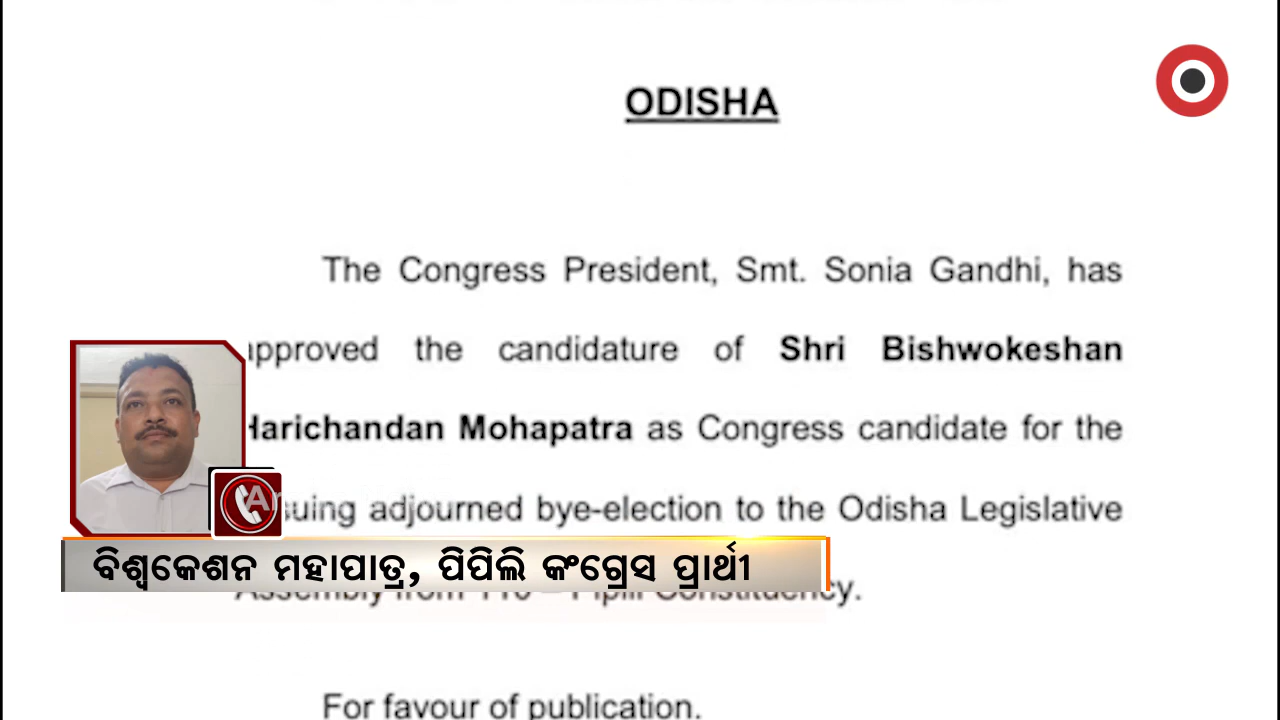 ODISHA
The Congress President, Smt. Sonia Gandhi, has
approved the candidature of Shri Bishwokeshan
Harichandan Mohapatra as Congress candidate for the
adjourned bye-election to the Odisha Legislative
ବିଶ୍ୱକେଶନ ମହାପାତ୍ର, ପିପିଲି କଂଗ୍ରେସ ପ୍ରାର୍ଥୀ
Assembly from Pipili Constituency.
For favour of publication.